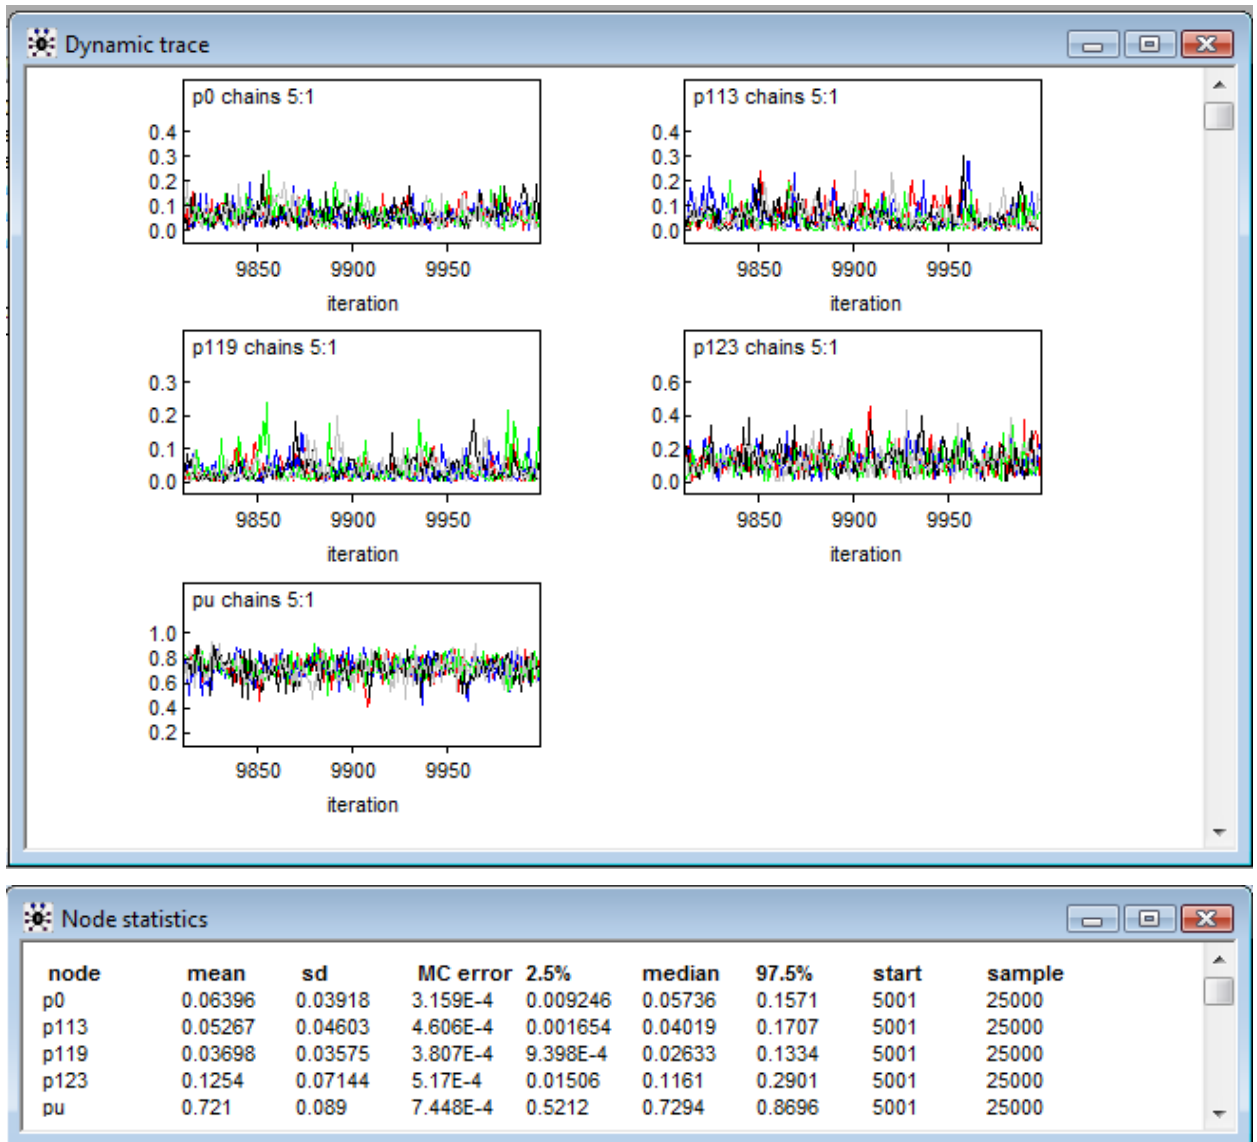 Dynamic trace
p0 chains 5:1
0.4
0.3
0.2
0.1
0.0
9850 9900 9950
iteration
p113 chains 5:1
0.4
0.3
0.2
0.1
0.0
9850 9900 9950
iteration
p119 chains 5:1
0.3
0.2
0.1
0.0
9850 9900 9950
iteration
p123 chains 5:1
0.6
0.4
0.2
0.0
9850 9900 9950
iteration
pu chains 5:1
1.0
0.8
0.6
0.4
0.2
9850 9900 9950
iteration
Node statistics
node mean sd MC error 2.5% median 97.5% start sample
p0 0.06396 0.03918 3.159E-4 0.009246 0.05736 0.1571 5001 25000
p113 0.05267 0.04603 4.606E-4 0.001654 0.04019 0.1707 5001 25000
p119 0.03698 0.03575 3.807E-4 9.398E-4 0.02633 0.1334 5001 25000
p123 0.1254 0.07144 5.17E-4 0.01506 0.1161 0.2901 5001 25000
pu 0.721 0.089 7.448E-4 0.5212 0.7294 0.8696 5001 25000